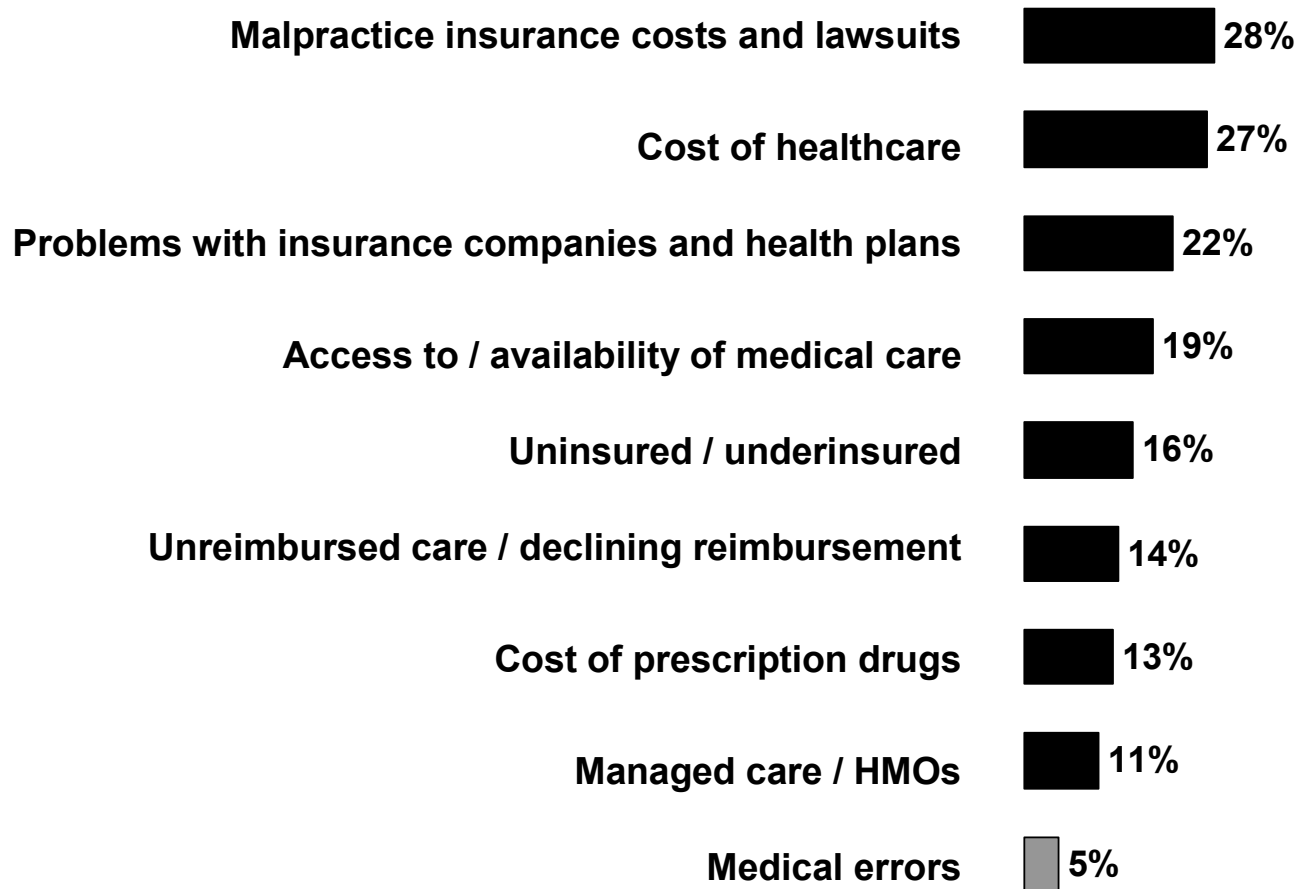 Malpractice insurance costs and lawsuits 28%
Cost of healthcare 27%
Problems with insurance companies and health plans 22%
Access to / availability of medical care 19%
Uninsured / underinsured 16%
Unreimbursed care / declining reimbursement 14%
Cost of prescription drugs 13%
Managed care / HMOs 11%
Medical errors 5%